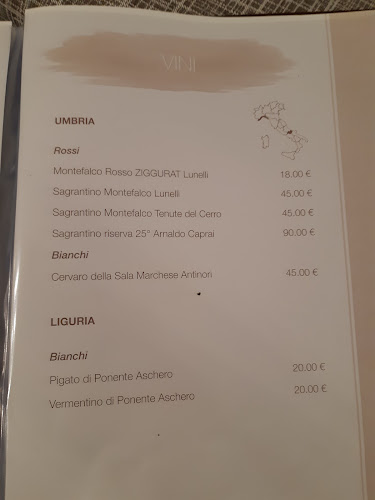 VINI
UMBRIA
Rossi
Montefalco Rosso ZIGGURAT Lunelli 18.00 €
Sagrantino Montefalco Lunelli 45.00 €
Sagrantino Montefalco Tenute del Cerro 45.00 €
Sagrantino riserva 25° Arnaldo Caprai 90.00 €
Bianchi
Cervaro della Sala Marchese Antinori 45.00 €
LIGURIA
Bianchi
Pigato di Ponente Aschero 20.00 €
Vermentino di Ponente Aschero 20.00 €